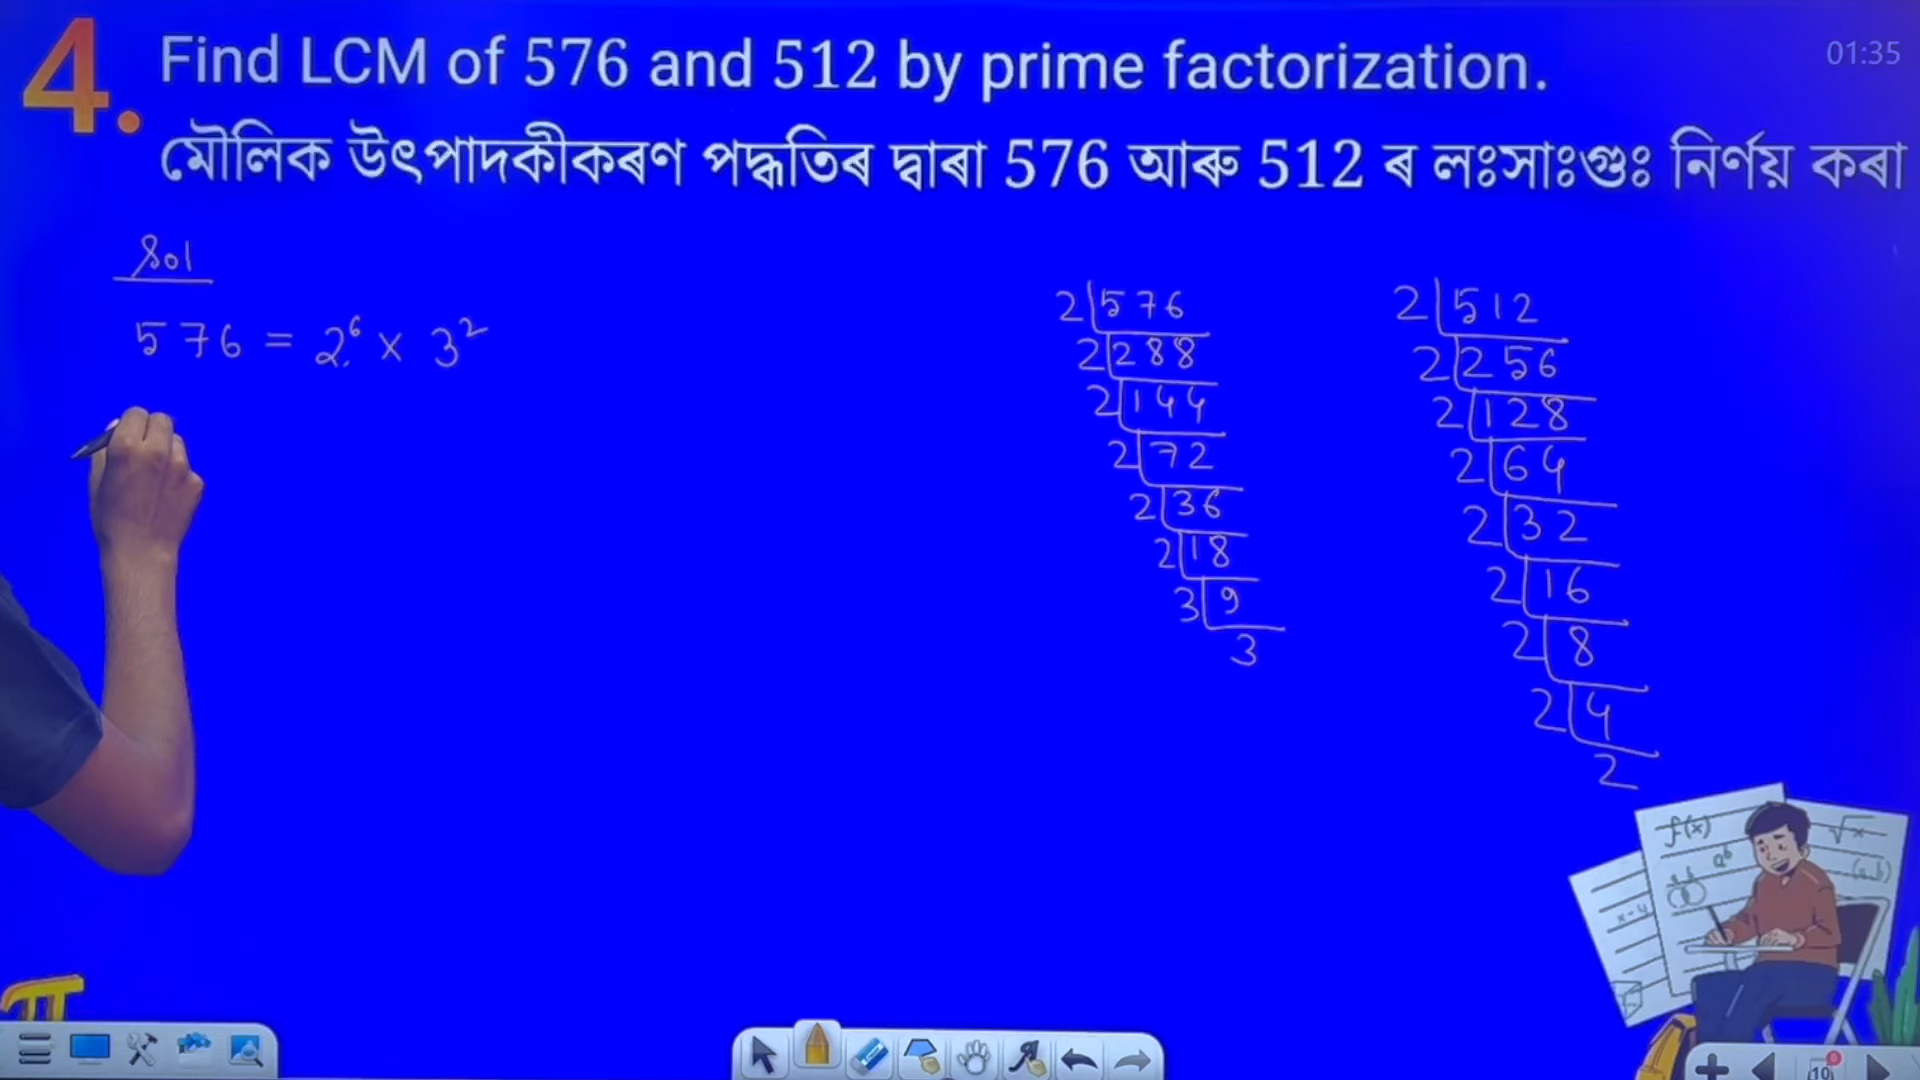 4. Find LCM of 576 and 512 by prime factorization.
01:35
মৌলিক উৎপাদকীকৰণ পদ্ধতিৰ দ্বাৰা 576 আৰু 512 ৰ লঃসাঃগুঃ নিৰ্ণয় কৰা
Sol
576 = 2⁶ × 3²
2|576
2|288
2|144
2|72
2|36
2|18
3|9
3
2|512
2|256
2|128
2|64
2|32
2|16
2|8
2|4
2
f(x)
√x
a^b
(a,b)
x-4
π
10
0